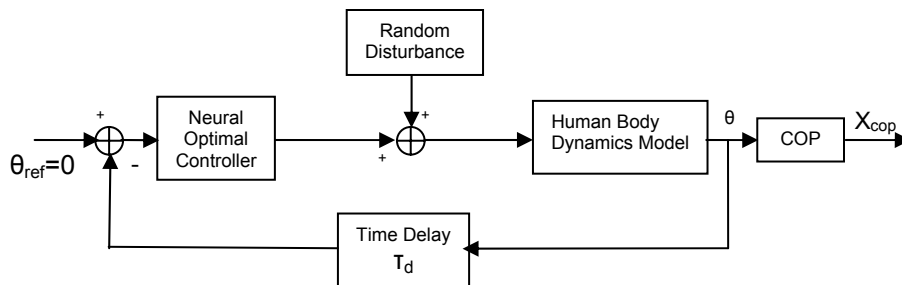 Random
Disturbance
+
Neural
Optimal
Controller
+
+
Human Body
Dynamics Model
θ
COP
Xcop
θref=0
-
Time Delay
τd